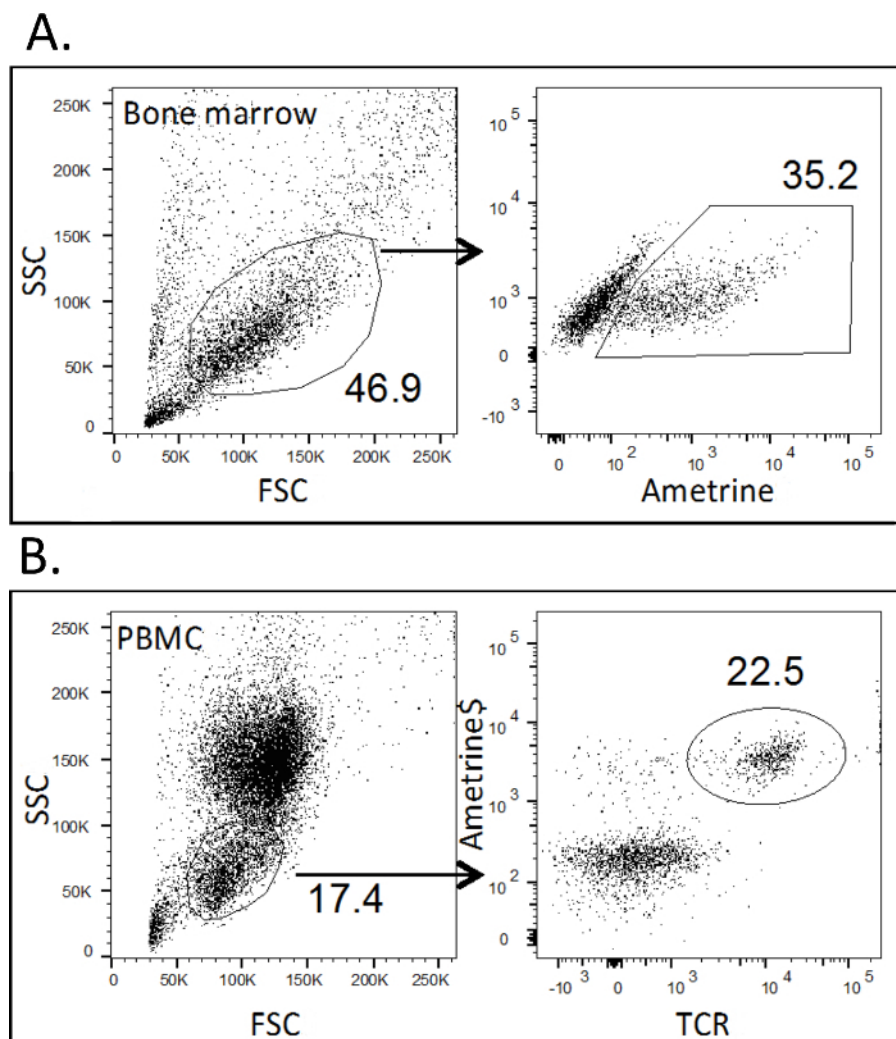 A.
Bone marrow
250K
200K
150K
100K
50K
0
SSC
46.9
0 50K 100K 150K 200K 250K
FSC
35.2
10^5
10^4
10^3
0
-10^3
0 10^2 10^3 10^4 10^5
Ametrine
B.
PBMC
250K
200K
150K
100K
50K
0
SSC
17.4
0 50K 100K 150K 200K 250K
FSC
22.5
10^5
10^4
10^3
10^2
0
Ametrine$
-10^3 0 10^3 10^4 10^5
TCR